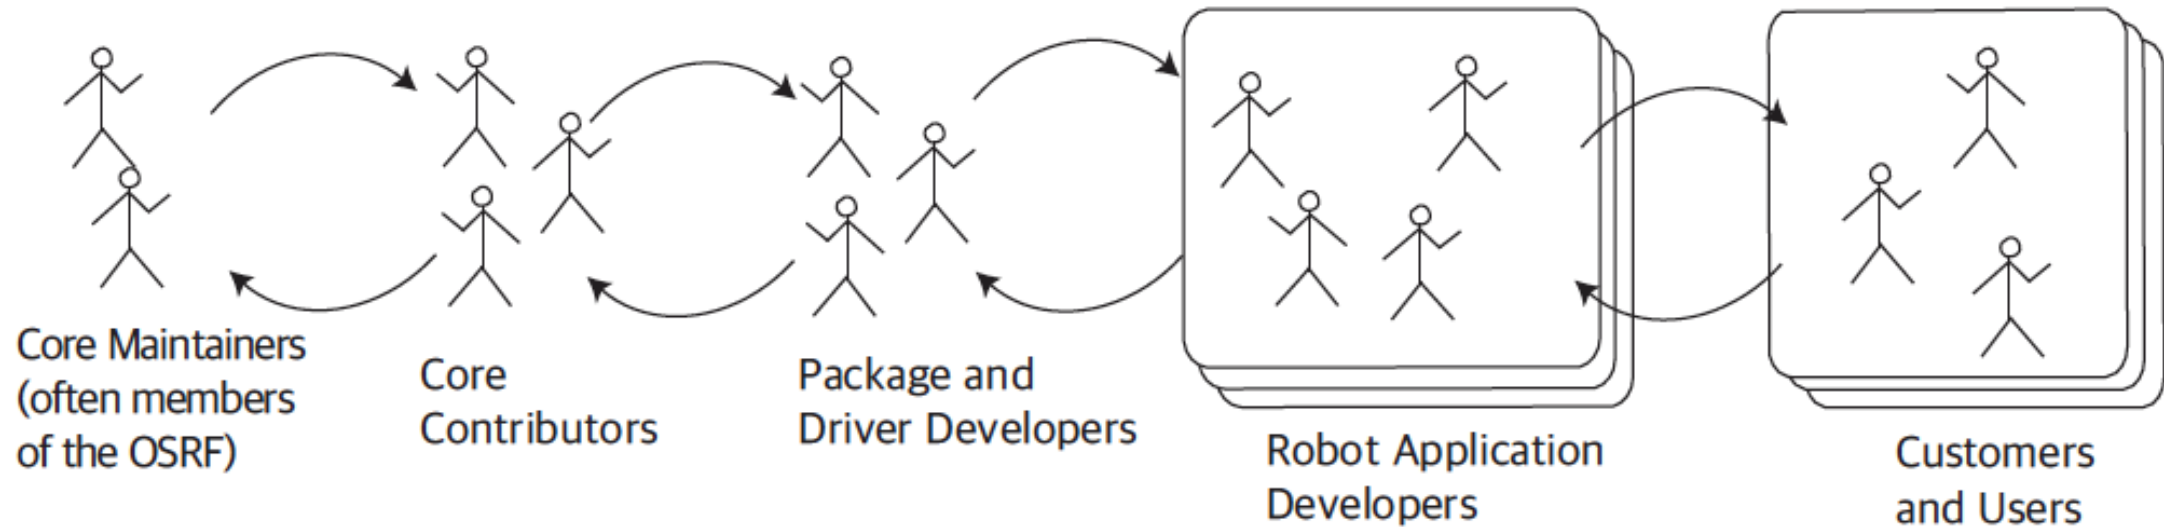 Core Maintainers
(often members
of the OSRF)
Core
Contributors
Package and
Driver Developers
Robot Application
Developers
Customers
and Users